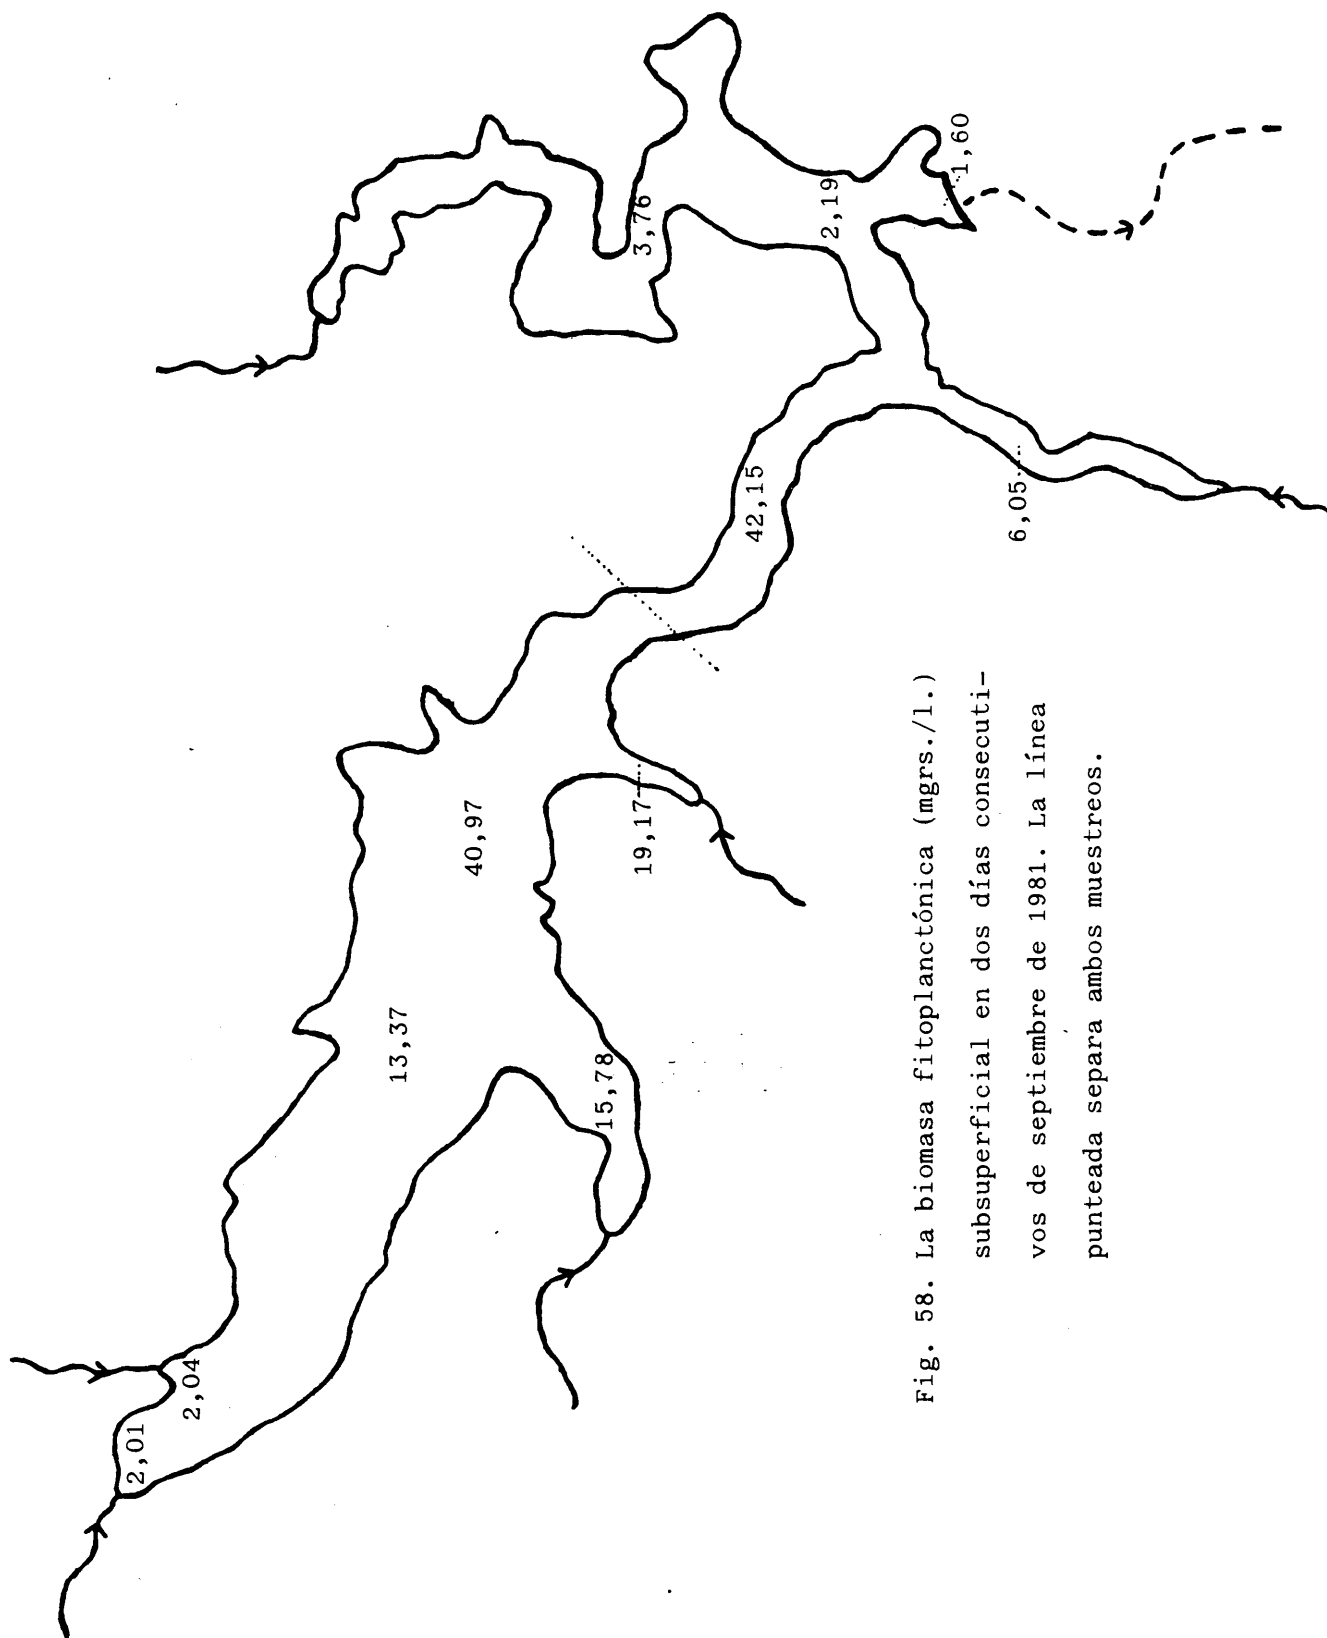 2,01
2,04
13,37
15,78
40,97
19,17
42,15
6,05
3,76
2,19
1,60
Fig. 58. La biomasa fitoplanctónica (mgrs./l.)
subsuperficial en dos días consecuti-
vos de septiembre de 1981. La línea
punteada separa ambos muestreos.